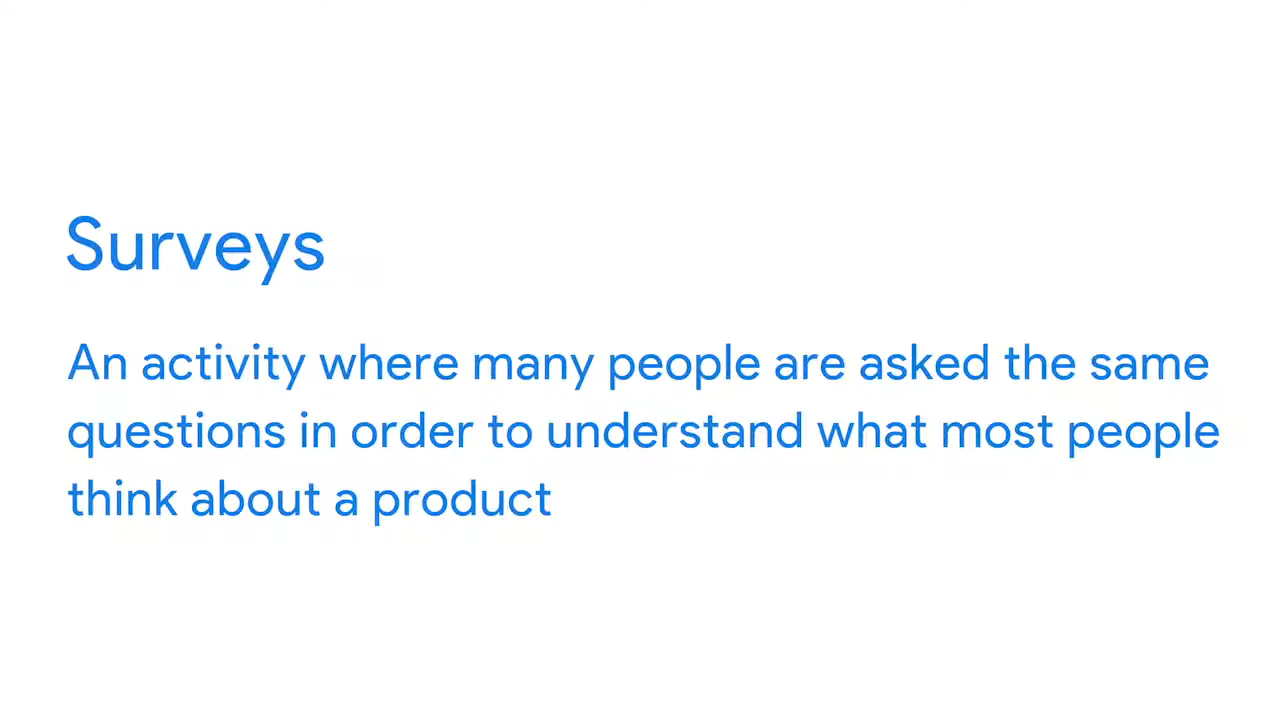 Surveys
An activity where many people are asked the same
questions in order to understand what most people
think about a product